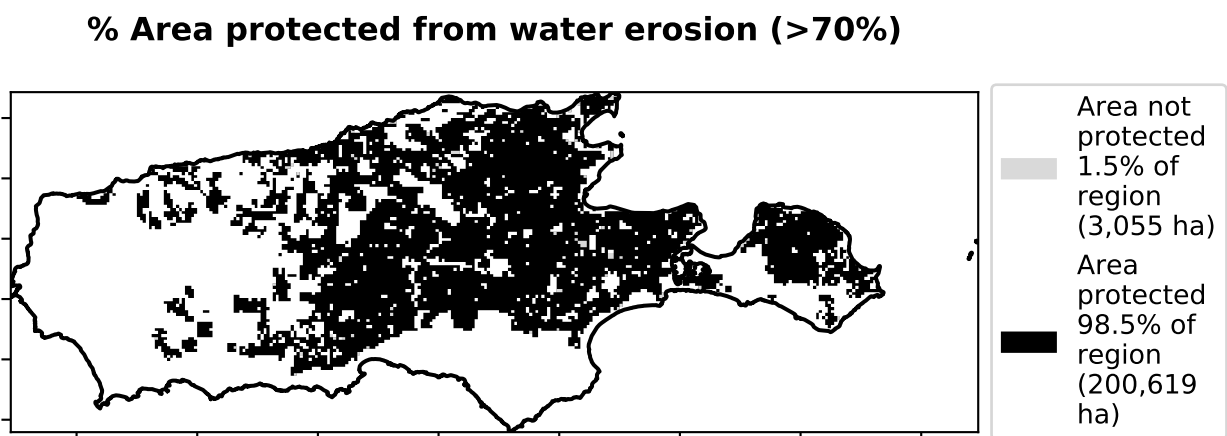 % Area protected from water erosion (>70%)
Area not
protected
1.5% of
region
(3,055 ha)
Area
protected
98.5% of
region
(200,619
ha)